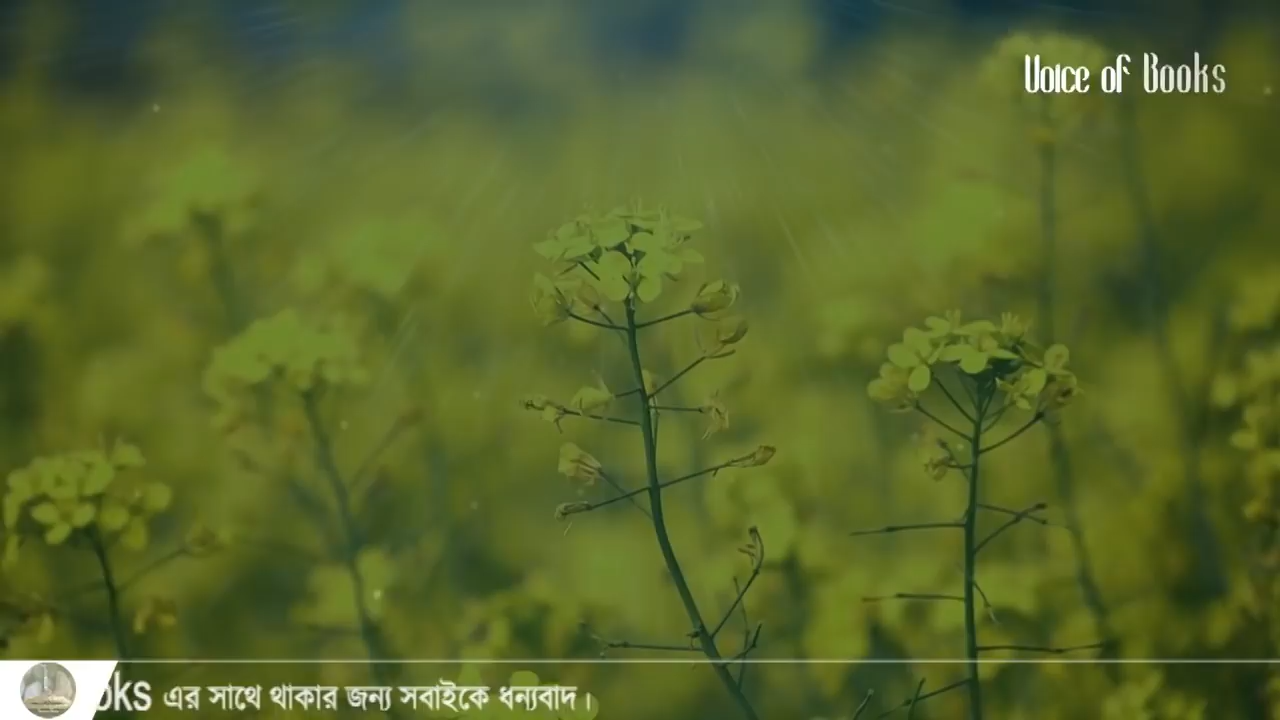 Voice of Books
oks এর সাথে থাকার জন্য সবাইকে ধন্যবাদ।